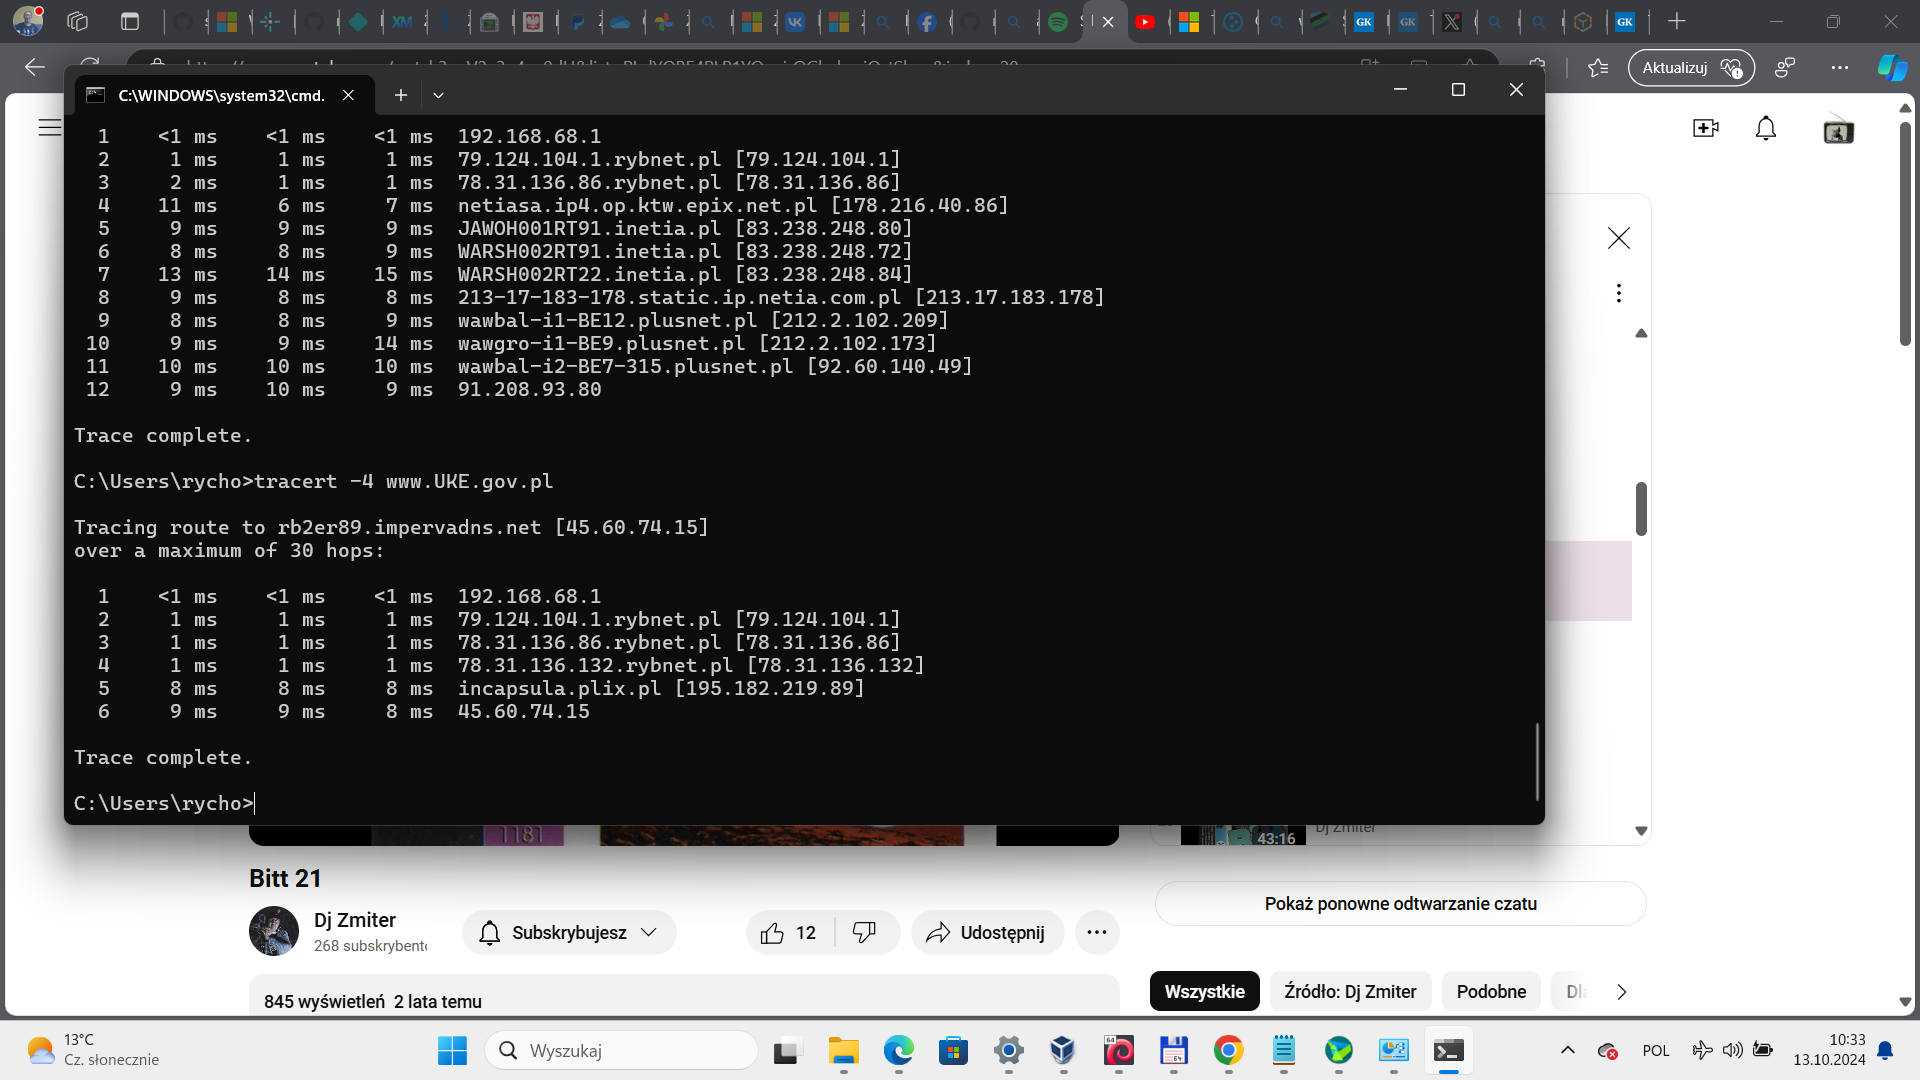 Aktualizuj
C:\WINDOWS\system32\cmd.
1 <1 ms <1 ms <1 ms 192.168.68.1
2 1 ms 1 ms 1 ms 79.124.104.1.rybnet.pl [79.124.104.1]
3 2 ms 1 ms 1 ms 78.31.136.86.rybnet.pl [78.31.136.86]
4 11 ms 6 ms 7 ms netiasa.ip4.op.ktw.epix.net.pl [178.216.40.86]
5 9 ms 9 ms 9 ms JAWOH001RT91.inetia.pl [83.238.248.80]
6 8 ms 8 ms 9 ms WARSH002RT91.inetia.pl [83.238.248.72]
7 13 ms 14 ms 15 ms WARSH002RT22.inetia.pl [83.238.248.84]
8 9 ms 8 ms 8 ms 213-17-183-178.static.ip.netia.com.pl [213.17.183.178]
9 8 ms 8 ms 9 ms wawbal-i1-BE12.plusnet.pl [212.2.102.209]
10 9 ms 9 ms 14 ms wawgro-i1-BE9.plusnet.pl [212.2.102.173]
11 10 ms 10 ms 10 ms wawbal-i2-BE7-315.plusnet.pl [92.60.140.49]
12 9 ms 10 ms 9 ms 91.208.93.80
Trace complete.
C:\Users\rycho>tracert -4 www.UKE.gov.pl
Tracing route to rb2er89.impervadns.net [45.60.74.15]
over a maximum of 30 hops:
1 <1 ms <1 ms <1 ms 192.168.68.1
2 1 ms 1 ms 1 ms 79.124.104.1.rybnet.pl [79.124.104.1]
3 1 ms 1 ms 1 ms 78.31.136.86.rybnet.pl [78.31.136.86]
4 1 ms 1 ms 1 ms 78.31.136.132.rybnet.pl [78.31.136.132]
5 8 ms 8 ms 8 ms incapsula.plix.pl [195.182.219.89]
6 9 ms 9 ms 8 ms 45.60.74.15
Trace complete.
C:\Users\rycho>
1181
43:16
Dj Zmiter
Bitt 21
Dj Zmiter
268 subskrybento
Subskrybujesz
12
Udostępnij
845 wyświetleń 2 lata temu
Pokaż ponowne odtwarzanie czatu
Wszystkie
Źródło: Dj Zmiter
Podobne
13°C
Cz. słonecznie
Wyszukaj
POL
10:33
13.10.2024